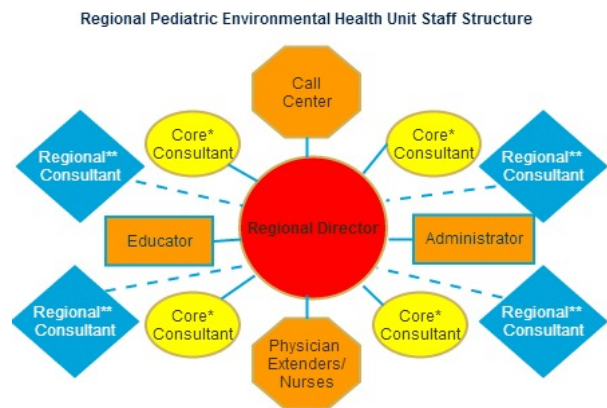 Regional Pediatric Environmental Health Unit Staff Structure
Call
Center
Core*
Consultant
Core*
Consultant
Regional**
Consultant
Regional**
Consultant
Regional Director
Educator
Administrator
Regional**
Consultant
Core*
Consultant
Core*
Consultant
Regional**
Consultant
Physician
Extenders/
Nurses